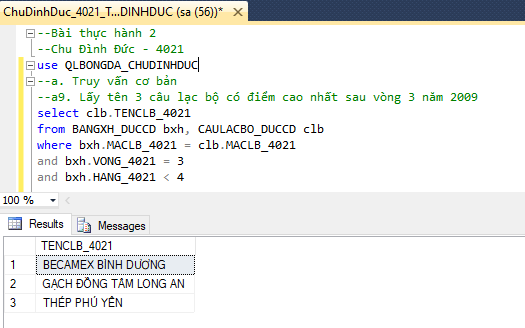 ChuDinhDuc_4021_T...DINHDUC (sa (56))*
--Bài thực hành 2
--Chu Đình Đức - 4021
use QLBONGDA_CHUDINHDUC
--a. Truy vấn cơ bản
--a9. Lấy tên 3 câu lạc bộ có điểm cao nhất sau vòng 3 năm 2009
select clb.TENCLB_4021
from BANGXH_DUCCD bxh, CAULACBO_DUCCD clb
where bxh.MACLB_4021 = clb.MACLB_4021
and bxh.VONG_4021 = 3
and bxh.HANG_4021 < 4
100 %
Results Messages
TENCLB_4021
1 BECAMEX BÌNH DƯƠNG
2 GẠCH ĐỒNG TÂM LONG AN
3 THÉP PHÚ YÊN